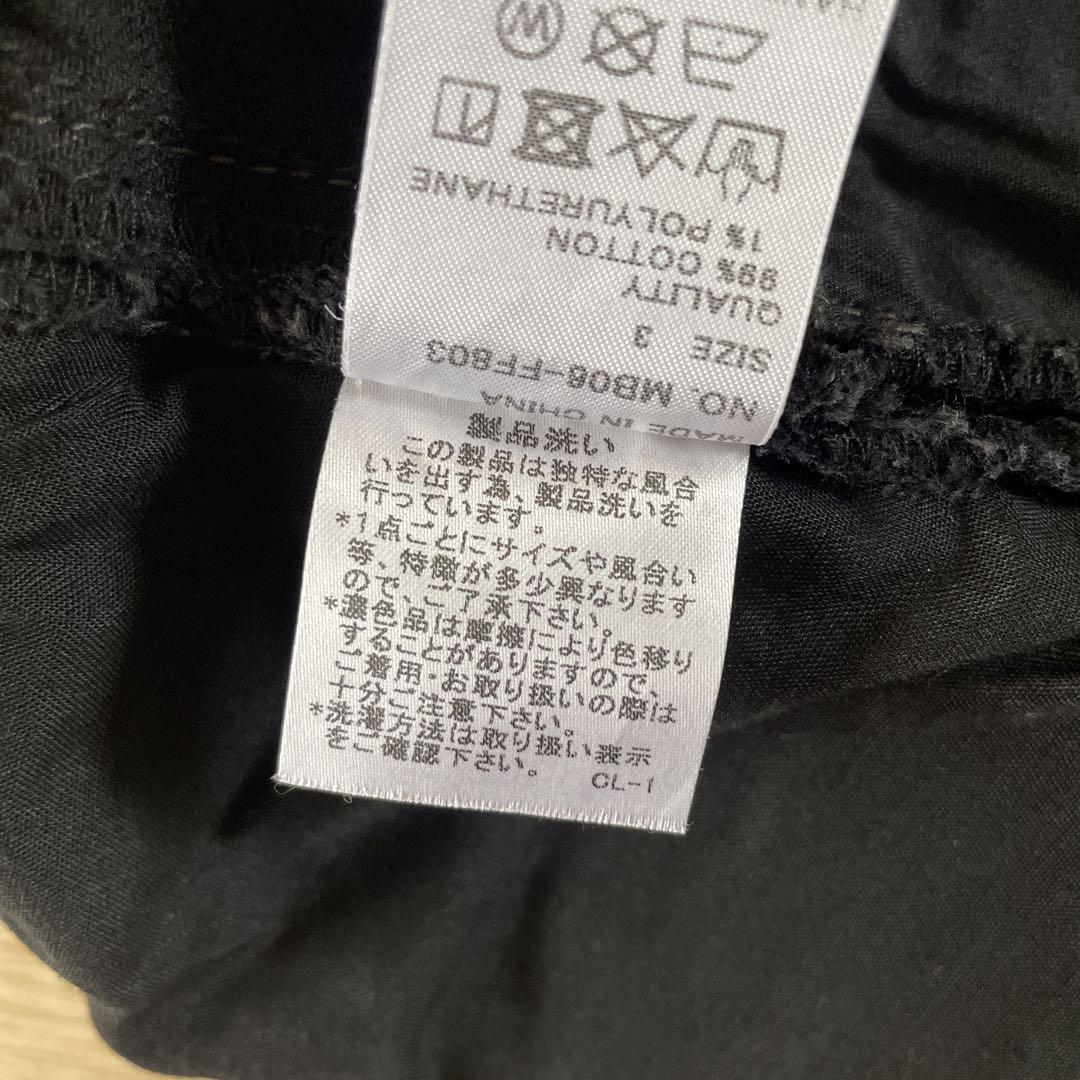 NO. MB06-FF803
SIZE 3
QUALITY
99% COTTON
1% POLYURETHANE
W
MADE IN CHINA
製品洗い
この製品は独特な風合
いを出す為、製品洗いを
行っています。
*1点ごとにサイズや風合い
等、特徴が多少異なります
ので、ご了承下さい。
*濃色品は摩擦により色移り
することがありますので、
ご着用・お取り扱いの際は
十分ご注意下さい。
*洗濯方法は取り扱い表示
をご確認下さい。
CL-1